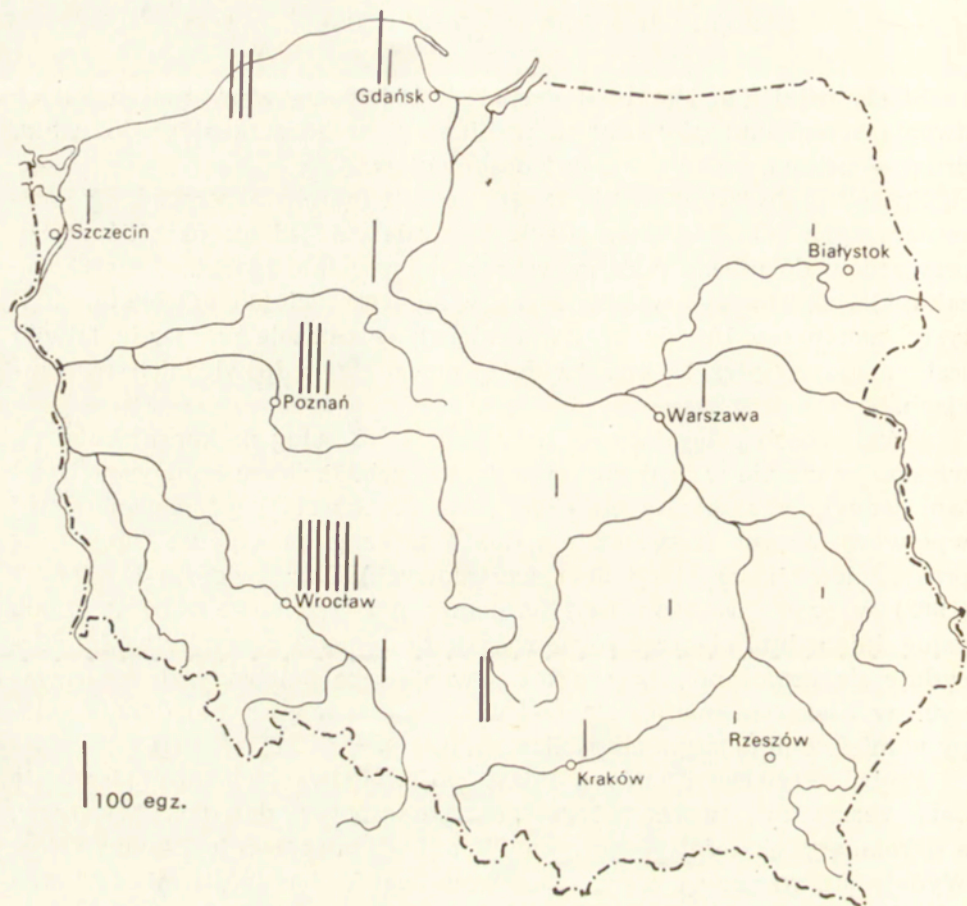 Gdańsk
Szczecin
Białystok
Poznań
Warszawa
Wrocław
Rzeszów
Kraków
100 egz.